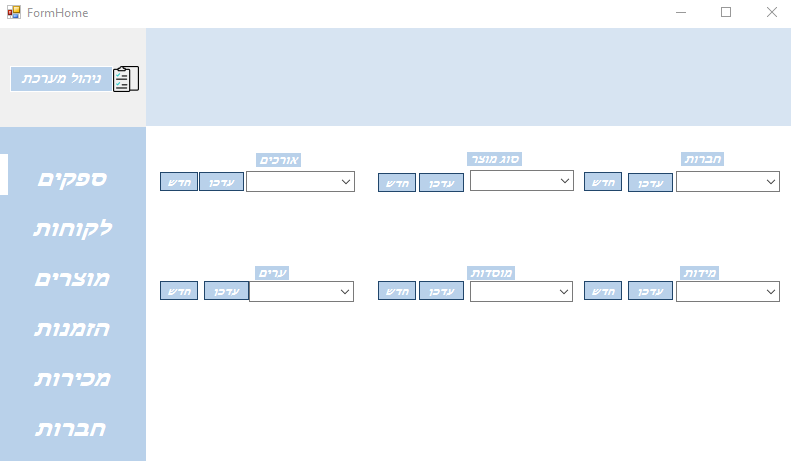 FormHome
ניהול מערכת
ספקים
לקוחות
מוצרים
הזמנות
מכירות
חברות
חברות
עדכן
חדש
סוג מוצר
עדכן
חדש
אורכים
עדכן
חדש
מידות
עדכן
חדש
מוסדות
עדכן
חדש
ערים
עדכן
חדש